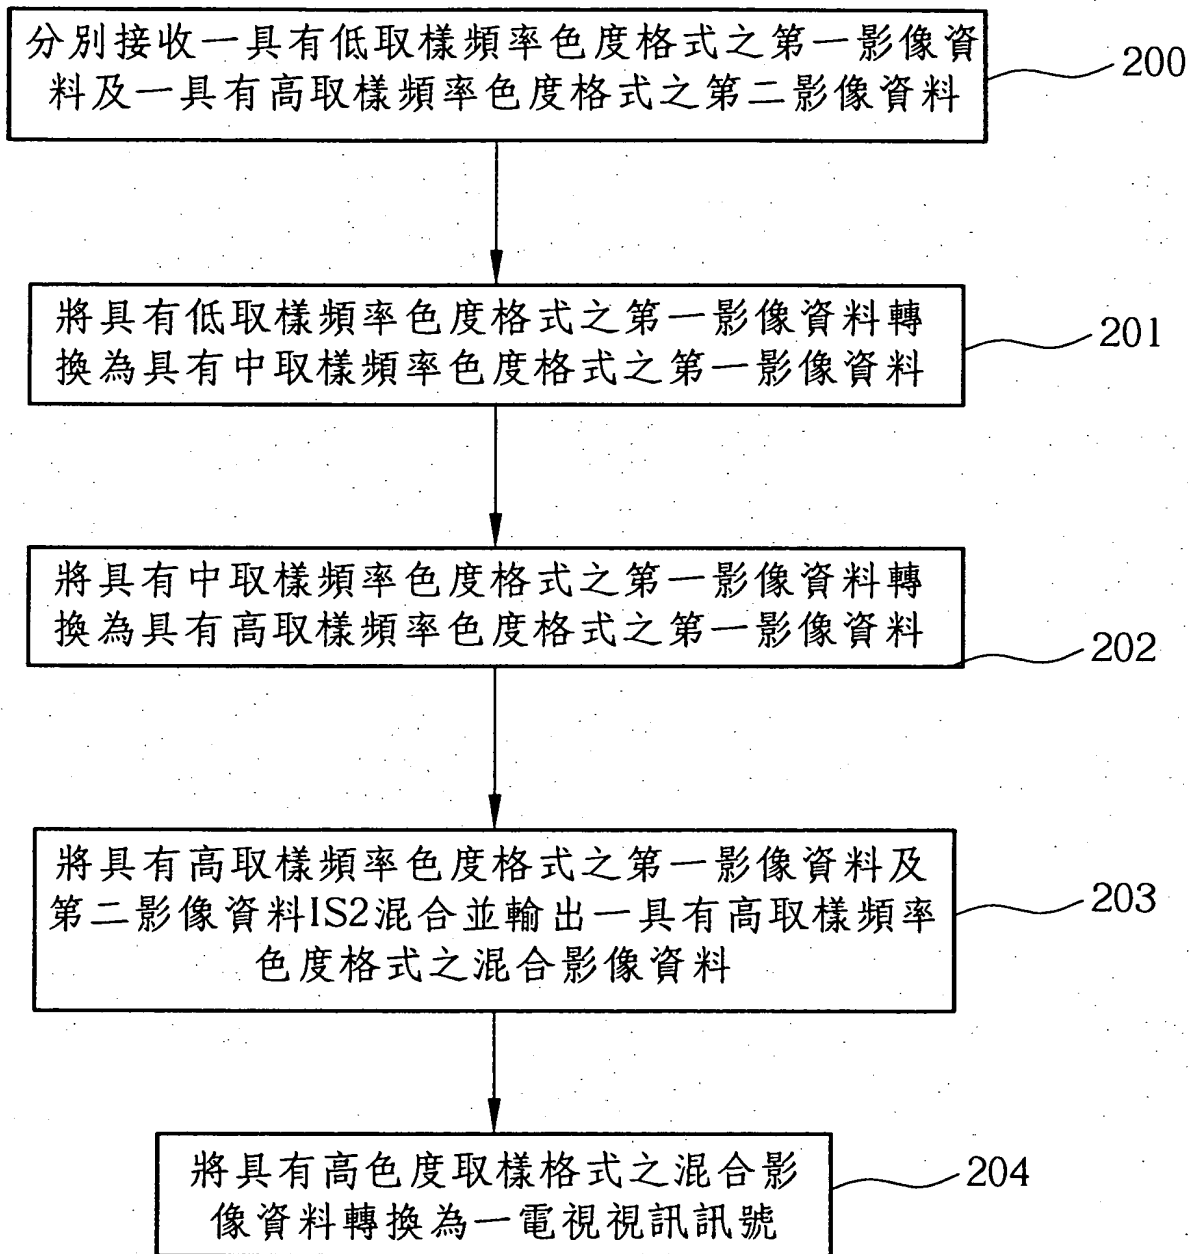 分別接收一具有低取樣頻率色度格式之第一影像資
料及一具有高取樣頻率色度格式之第二影像資料
200
將具有低取樣頻率色度格式之第一影像資料轉
換為具有中取樣頻率色度格式之第一影像資料
201
將具有中取樣頻率色度格式之第一影像資料轉
換為具有高取樣頻率色度格式之第一影像資料
202
將具有高取樣頻率色度格式之第一影像資料及
第二影像資料IS2混合並輸出一具有高取樣頻率
色度格式之混合影像資料
203
將具有高色度取樣格式之混合影
像資料轉換為一電視視訊訊號
204